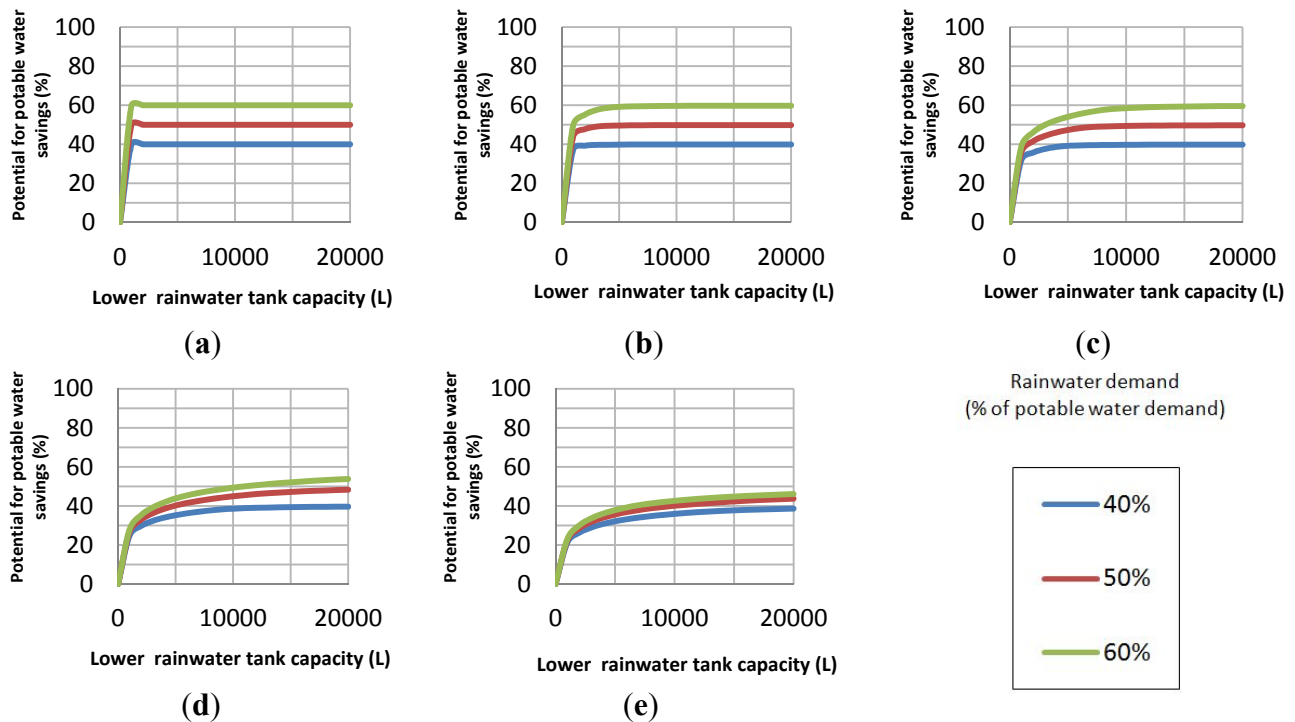 Potential for potable water
savings (%)
100
80
60
40
20
0
0 10000 20000
Lower rainwater tank capacity (L)
(a)
Potential for potable water
savings (%)
100
80
60
40
20
0
0 10000 20000
Lower rainwater tank capacity (L)
(b)
Potential for potable water
savings (%)
100
80
60
40
20
0
0 10000 20000
Lower rainwater tank capacity (L)
(c)
Potential for potable water
savings (%)
100
80
60
40
20
0
0 10000 20000
Lower rainwater tank capacity (L)
(d)
Potential for potable water
savings (%)
100
80
60
40
20
0
0 10000 20000
Lower rainwater tank capacity (L)
(e)
Rainwater demand
(% of potable water demand)
40%
50%
60%